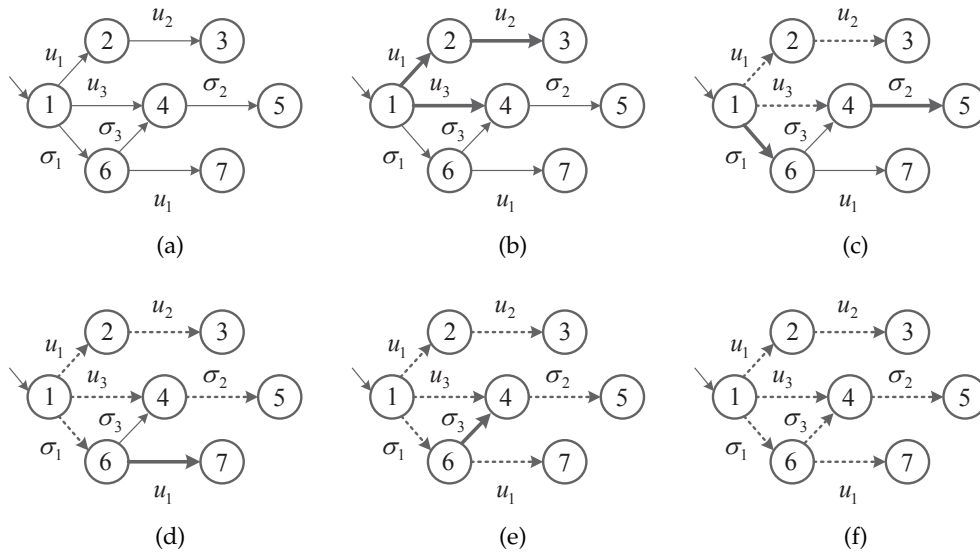 u₂ u₂ u₂
2 3 2 3 2 3
u₁ u₁ u₁
u₃ σ₂ u₃ σ₂ u₃ σ₂
1 4 5 1 4 5 1 4 5
σ₃ σ₃ σ₃
σ₁ 6 7 σ₁ 6 7 σ₁ 6 7
u₁ u₁ u₁
(a) (b) (c)
u₂ u₂ u₂
2 3 2 3 2 3
u₁ u₁ u₁
u₃ σ₂ u₃ σ₂ u₃ σ₂
1 4 5 1 4 5 1 4 5
σ₃ σ₃ σ₃
σ₁ 6 7 σ₁ 6 7 σ₁ 6 7
u₁ u₁ u₁
(d) (e) (f)